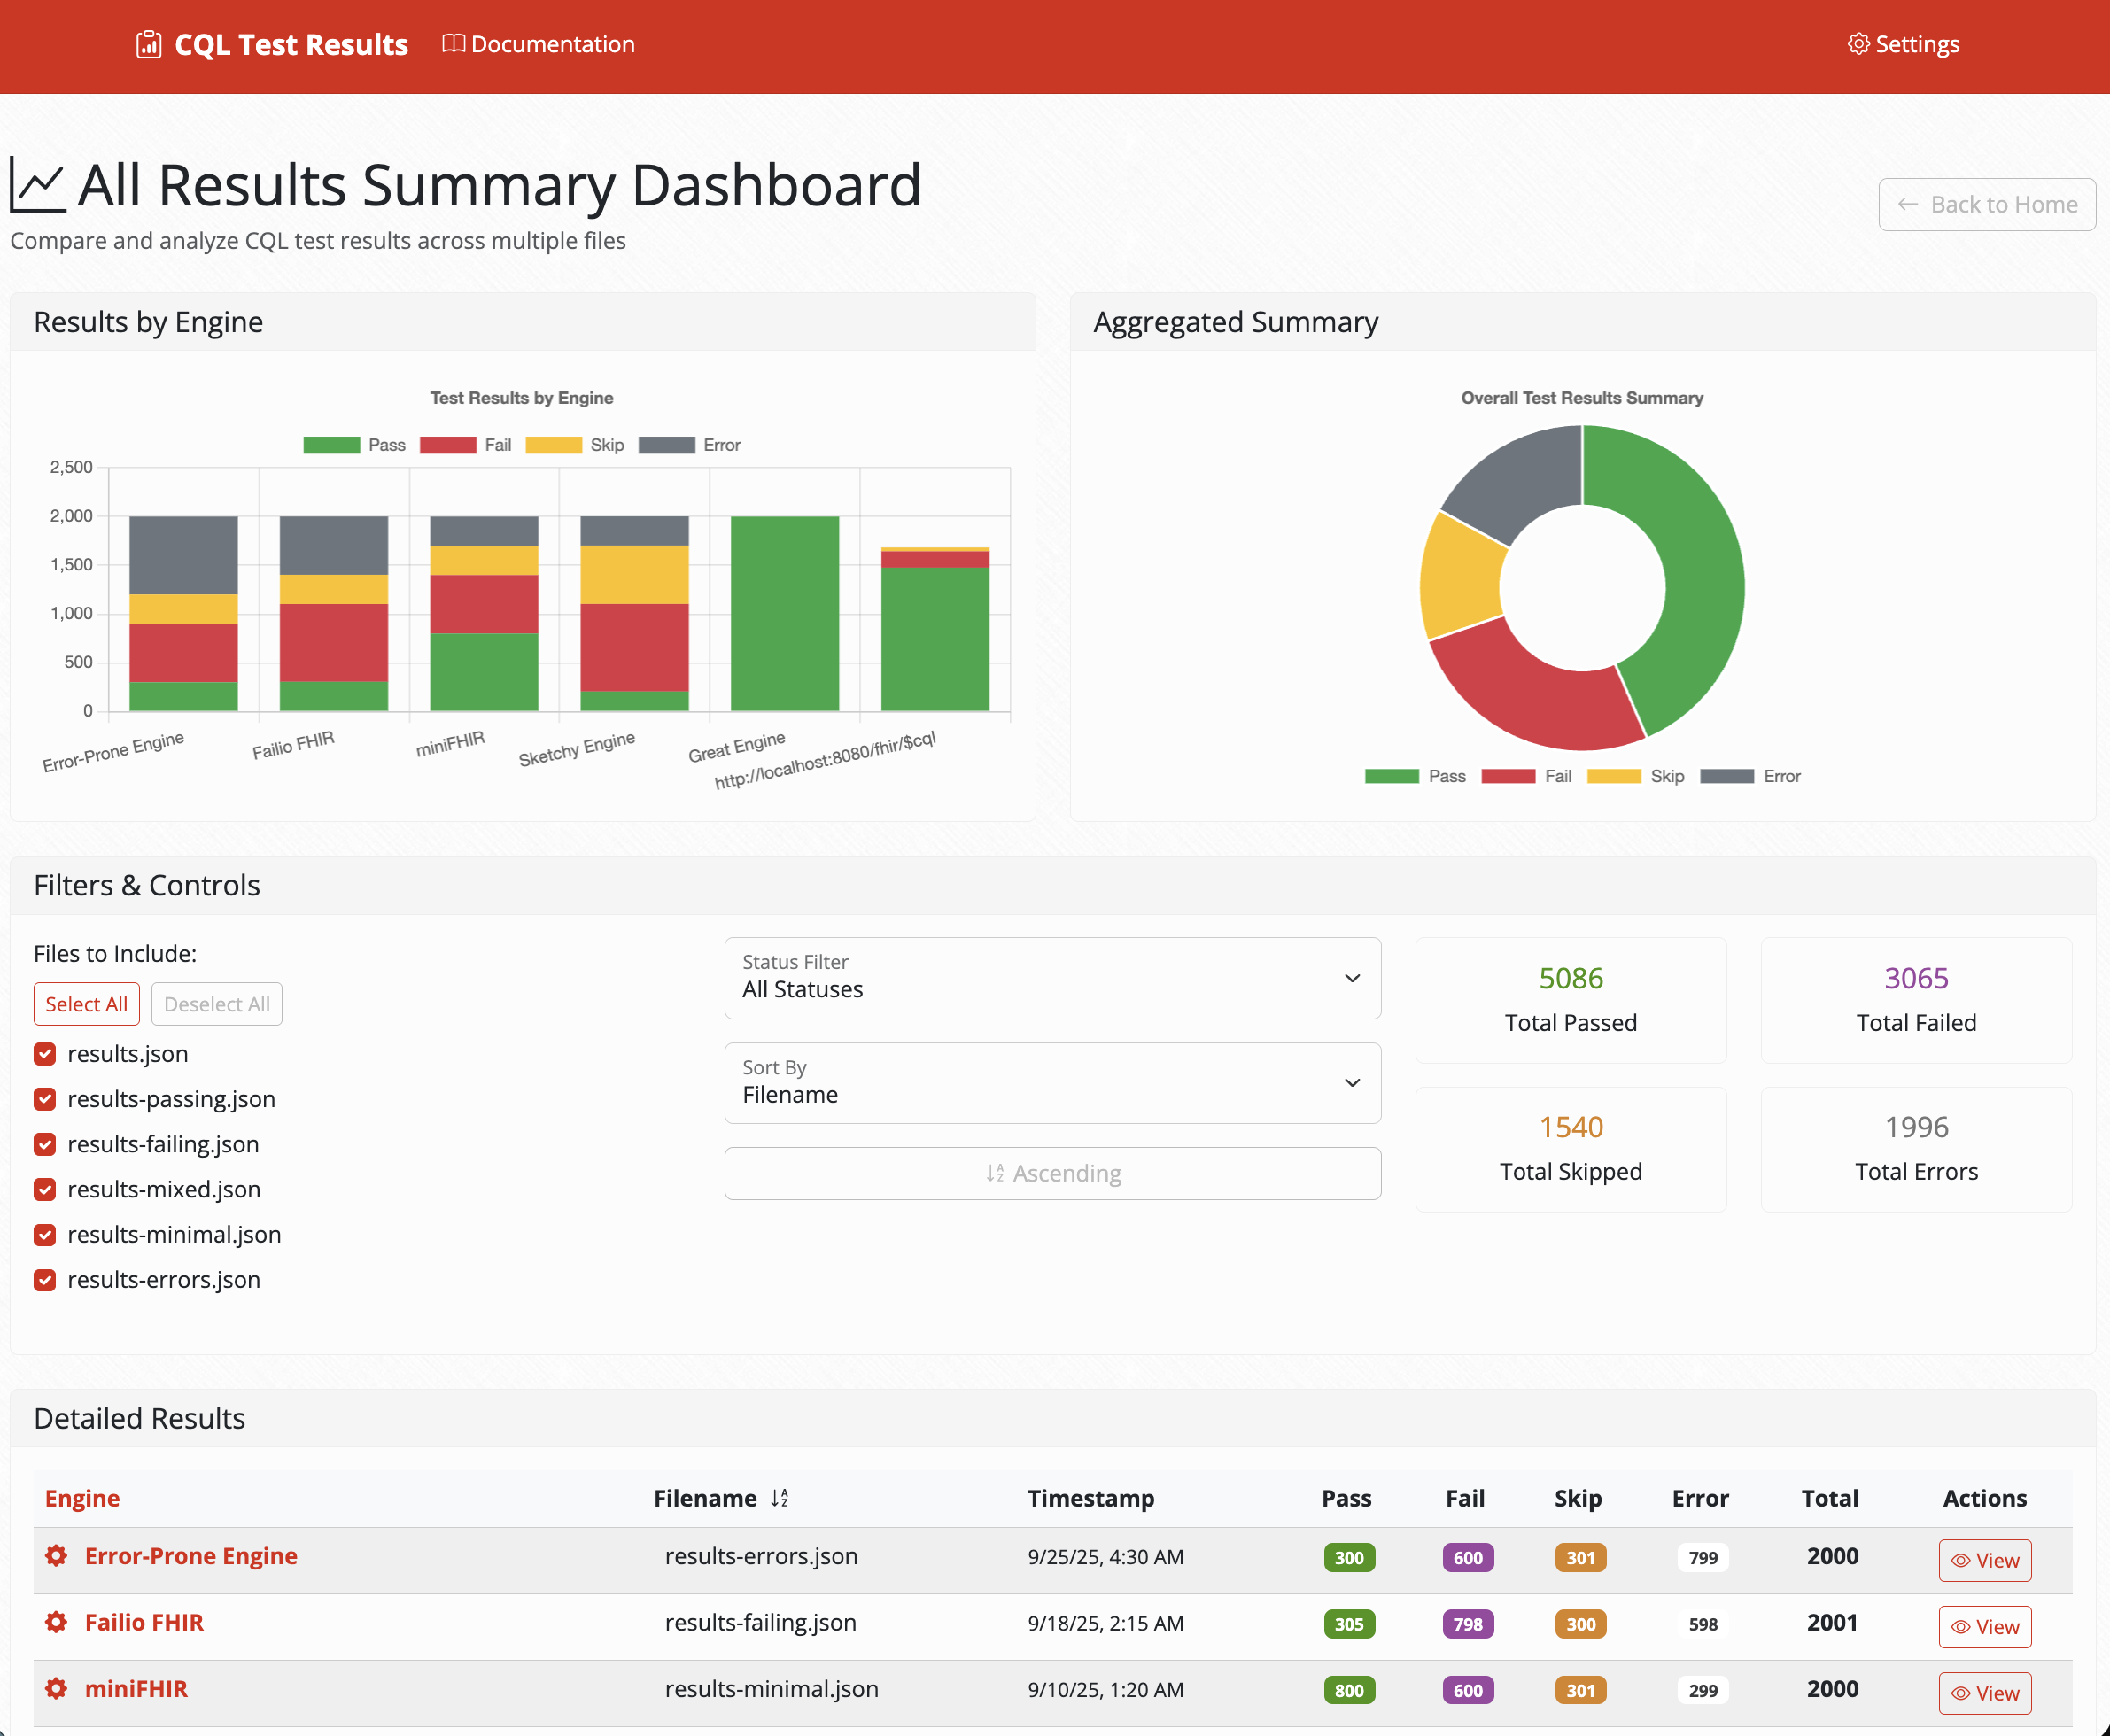 CQL Test Results Documentation Settings
All Results Summary Dashboard
Compare and analyze CQL test results across multiple files
Back to Home
Results by Engine
Test Results by Engine
Pass Fail Skip Error
2,500
2,000
1,500
1,000
500
0
Error-Prone Engine
Failio FHIR
miniFHIR
Sketchy Engine
Great Engine
http://localhost:8080/fhir/$cql
Aggregated Summary
Overall Test Results Summary
Pass Fail Skip Error
Filters & Controls
Files to Include:
Select All Deselect All
results.json
results-passing.json
results-failing.json
results-mixed.json
results-minimal.json
results-errors.json
Status Filter
All Statuses
Sort By
Filename
Ascending
5086
Total Passed
3065
Total Failed
1540
Total Skipped
1996
Total Errors
Detailed Results
Engine Filename Timestamp Pass Fail Skip Error Total Actions
Error-Prone Engine results-errors.json 9/25/25, 4:30 AM 300 600 301 799 2000 View
Failio FHIR results-failing.json 9/18/25, 2:15 AM 305 798 300 598 2001 View
miniFHIR results-minimal.json 9/10/25, 1:20 AM 800 600 301 299 2000 View